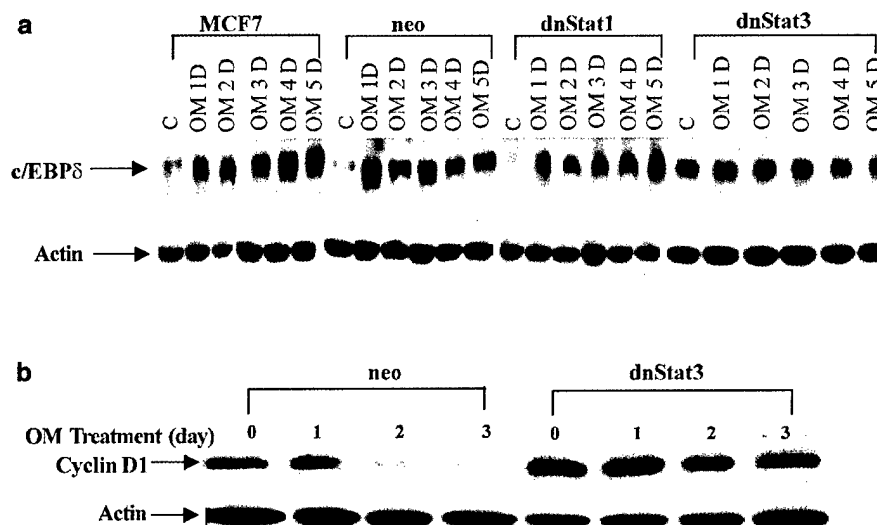 a
MCF7 neo dnStat1 dnStat3
C OM 1D OM 2 D OM 3 D OM 4 D OM 5 D C OM 1D OM 2 D OM 3 D OM 4 D OM 5D C OM 1 D OM 2 D OM 3 D OM 4 D OM 5 D C OM 1 D OM 2 D OM 3 D OM 4 D OM 5 D
c/EBPδ
Actin
b
neo dnStat3
OM Treatment (day) 0 1 2 3 0 1 2 3
Cyclin D1
Actin